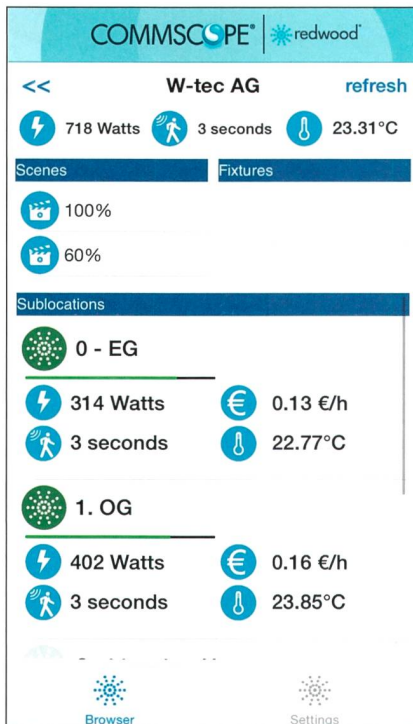 COMMSCOPE® redwood®
<< W-tec AG refresh
718 Watts 3 seconds 23.31°C
Scenes Fixtures
100%
60%
Sublocations
0 - EG
314 Watts 0.13 €/h
3 seconds 22.77°C
1. OG
402 Watts 0.16 €/h
3 seconds 23.85°C
Browser Settings